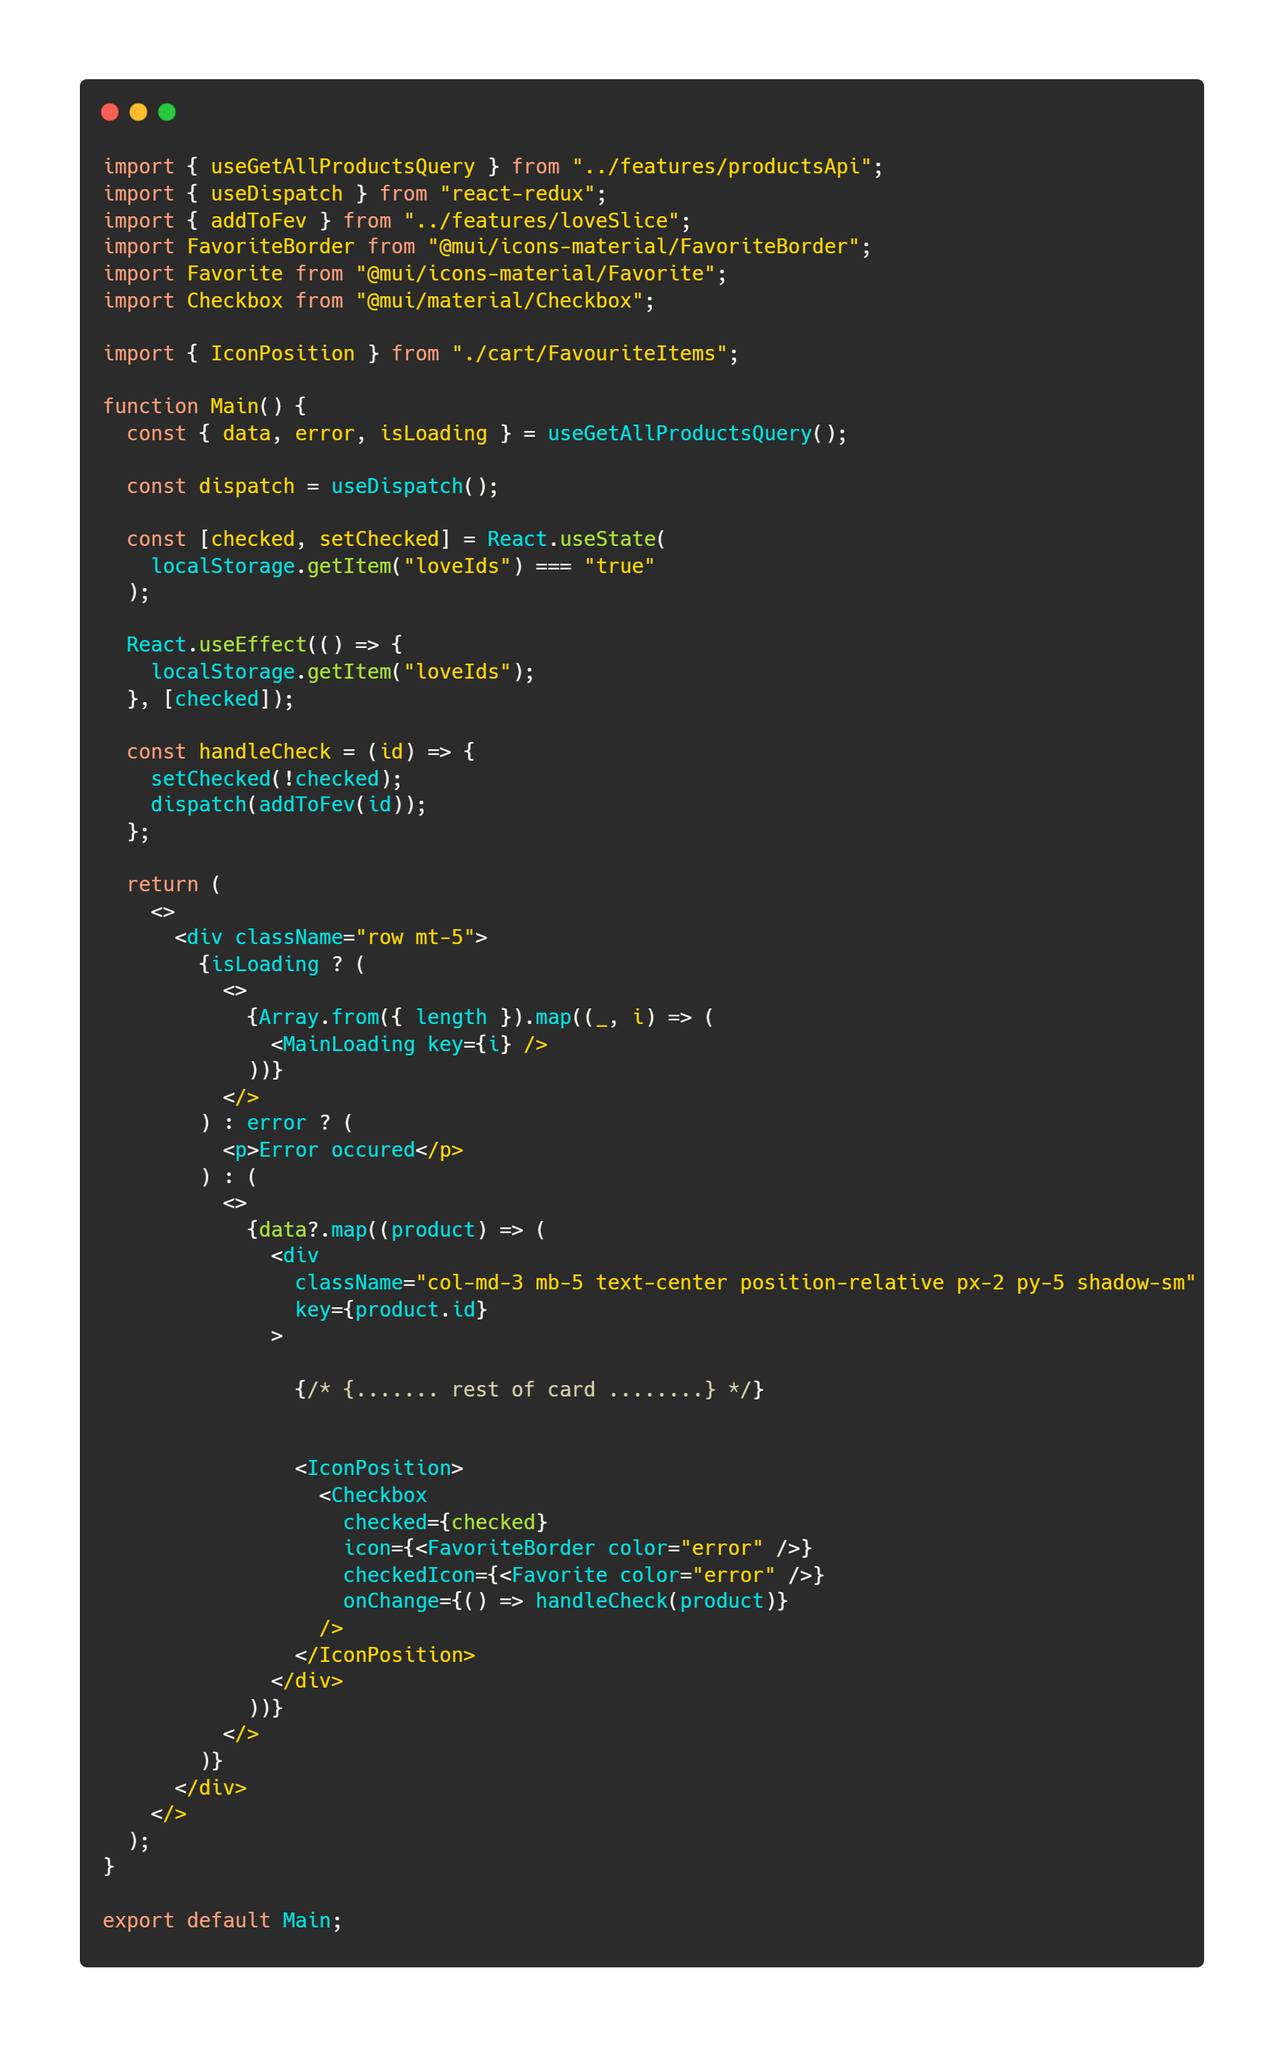 import { useGetAllProductsQuery } from "../features/productsApi";
import { useDispatch } from "react-redux";
import { addToFev } from "../features/loveSlice";
import FavoriteBorder from "@mui/icons-material/FavoriteBorder";
import Favorite from "@mui/icons-material/Favorite";
import Checkbox from "@mui/material/Checkbox";

import { IconPosition } from "./cart/FavouriteItems";

function Main() {
  const { data, error, isLoading } = useGetAllProductsQuery();

  const dispatch = useDispatch();

  const [checked, setChecked] = React.useState(
    localStorage.getItem("loveIds") === "true"
  );

  React.useEffect(() => {
    localStorage.getItem("loveIds");
  }, [checked]);

  const handleCheck = (id) => {
    setChecked(!checked);
    dispatch(addToFev(id));
  };

  return (
    <>
      <div className="row mt-5">
        {isLoading ? (
          <>
            {Array.from({ length }).map((_, i) => (
              <MainLoading key={i} />
            ))}
          </>
        ) : error ? (
          <p>Error occured</p>
        ) : (
          <>
            {data?.map((product) => (
              <div
                className="col-md-3 mb-5 text-center position-relative px-2 py-5 shadow-sm"
                key={product.id}
              >

                {/* {....... rest of card ........} */}


                <IconPosition>
                  <Checkbox
                    checked={checked}
                    icon={<FavoriteBorder color="error" />}
                    checkedIcon={<Favorite color="error" />}
                    onChange={() => handleCheck(product)}
                  />
                </IconPosition>
              </div>
            ))}
          </>
        )}
      </div>
    </>
  );
}

export default Main;